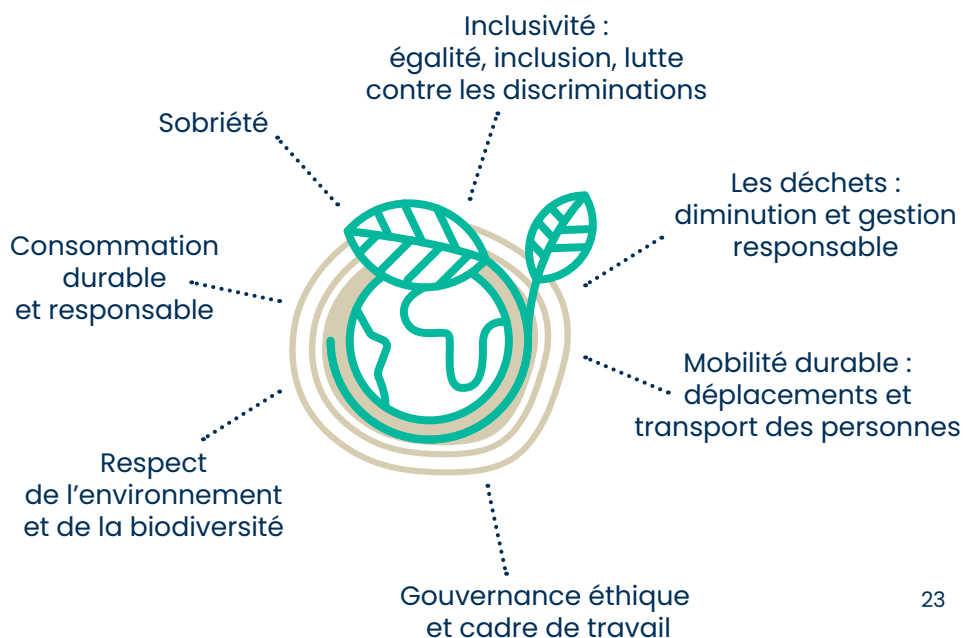 Inclusivité :
égalité, inclusion, lutte
contre les discriminations
Sobriété
Les déchets :
diminution et gestion
responsable
Consommation
durable
et responsable
Mobilité durable :
déplacements et
transport des personnes
Respect
de l’environnement
et de la biodiversité
Gouvernance éthique
et cadre de travail
23